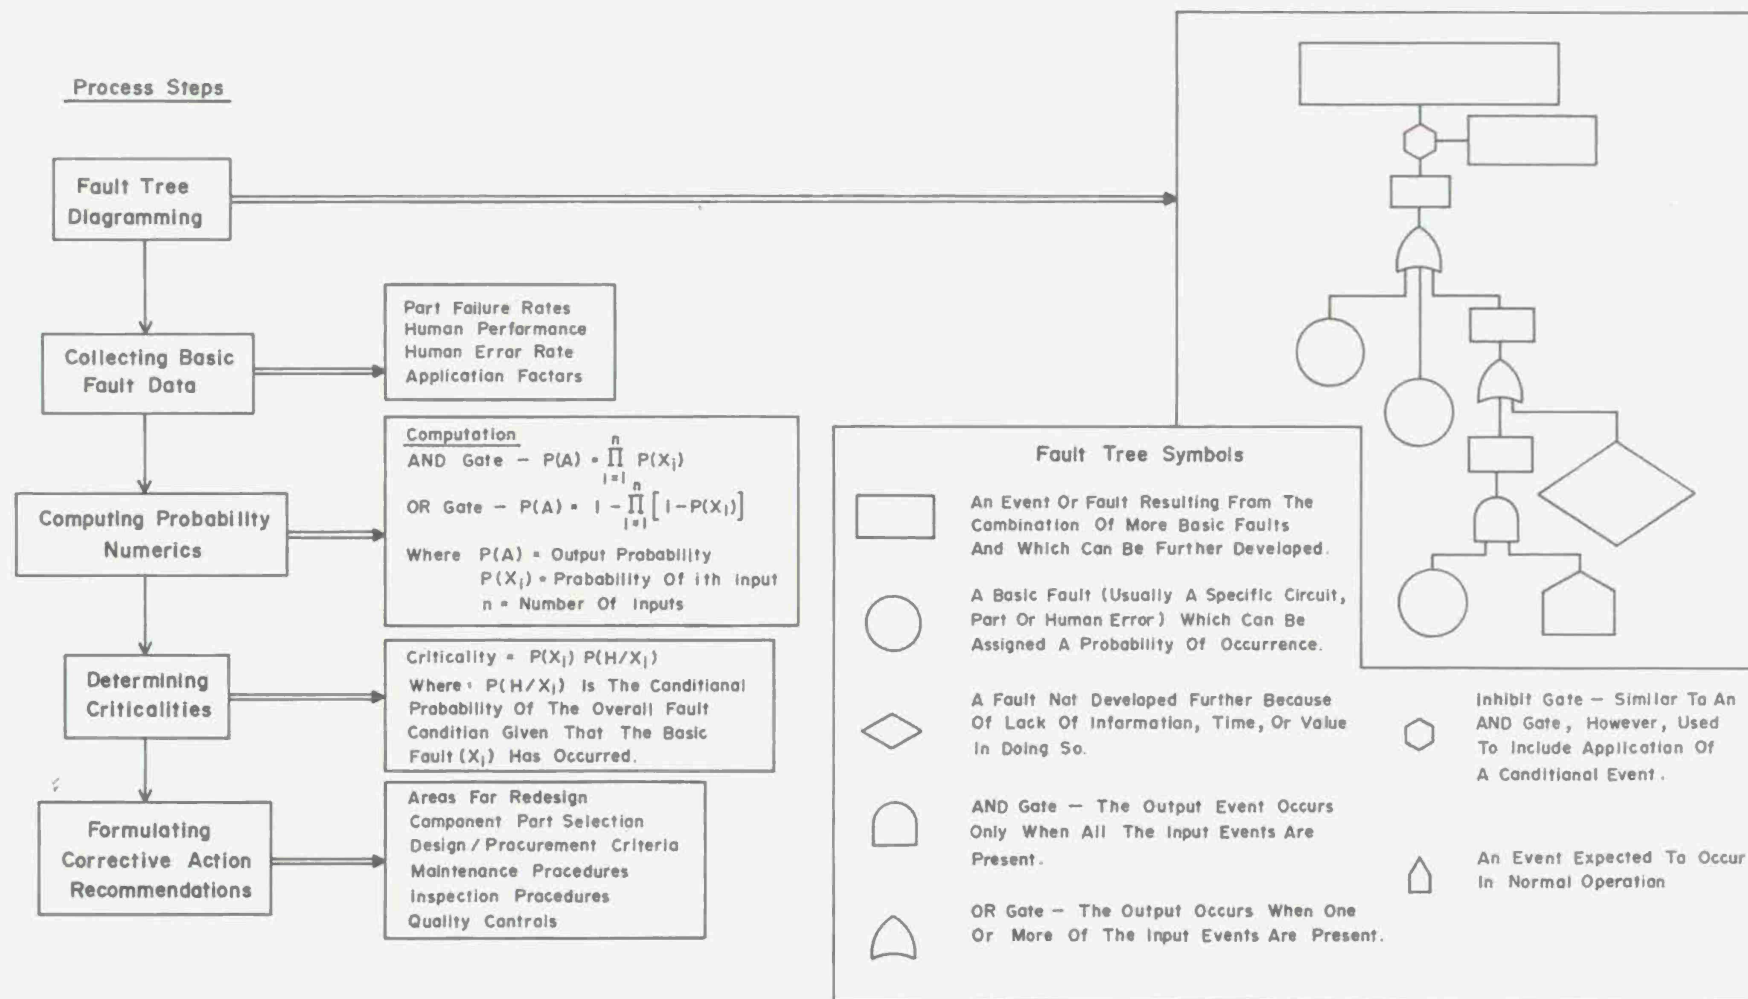 Process Steps
Fault Tree
Diagramming
Collecting Basic
Fault Data
Part Failure Rates
Human Performance
Human Error Rate
Application Factors
Computing Probability
Numerics
Computation
AND Gate – P(A) = ∏ⁿᵢ₌₁ P(Xᵢ)
OR Gate – P(A) = 1 – ∏ⁿᵢ₌₁ [1-P(Xᵢ)]
Where P(A) = Output Probability
P(Xᵢ) = Probability Of ith Input
n = Number Of Inputs
Determining
Criticalities
Criticality = P(Xᵢ) P(H/Xᵢ)
Where: P(H/Xᵢ) Is The Conditional
Probability Of The Overall Fault
Condition Given That The Basic
Fault (Xᵢ) Has Occurred.
Formulating
Corrective Action
Recommendations
Areas For Redesign
Component Part Selection
Design / Procurement Criteria
Maintenance Procedures
Inspection Procedures
Quality Controls
Fault Tree Symbols
An Event Or Fault Resulting From The
Combination Of More Basic Faults
And Which Can Be Further Developed.
A Basic Fault (Usually A Specific Circuit,
Part Or Human Error) Which Can Be
Assigned A Probability Of Occurrence.
A Fault Not Developed Further Because
Of Lack Of Information, Time, Or Value
In Doing So.
AND Gate – The Output Event Occurs
Only When All The Input Events Are
Present.
OR Gate – The Output Occurs When One
Or More Of The Input Events Are Present.
Inhibit Gate – Similar To An
AND Gate, However, Used
To Include Application Of
A Conditional Event.
An Event Expected To Occur
In Normal Operation